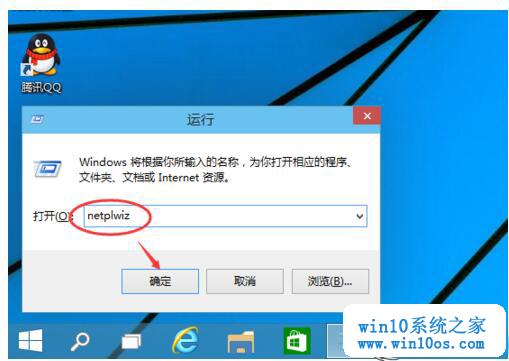 腾讯QQ
运行
Windows 将根据你所输入的名称，为你打开相应的程序、
文件夹、文档或 Internet 资源。
打开(O): netplwiz
确定 取消 浏览(B)...
win10系统之家
www.win10os.com